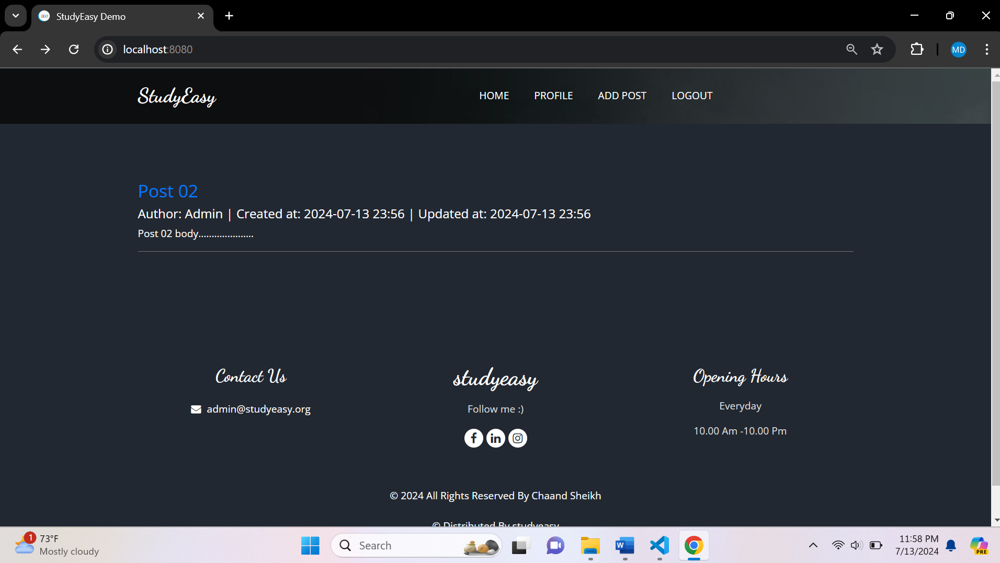 StudyEasy Demo
localhost:8080
MD
StudyEasy
HOME PROFILE ADD POST LOGOUT
Post 02
Author: Admin | Created at: 2024-07-13 23:56 | Updated at: 2024-07-13 23:56
Post 02 body.....................
Contact Us
admin@studyeasy.org
studyeasy
Follow me :)
Opening Hours
Everyday
10.00 Am -10.00 Pm
© 2024 All Rights Reserved By Chaand Sheikh
© Distributed By studyeasy
1
73°F
Mostly cloudy
Search
11:58 PM
7/13/2024
PRE